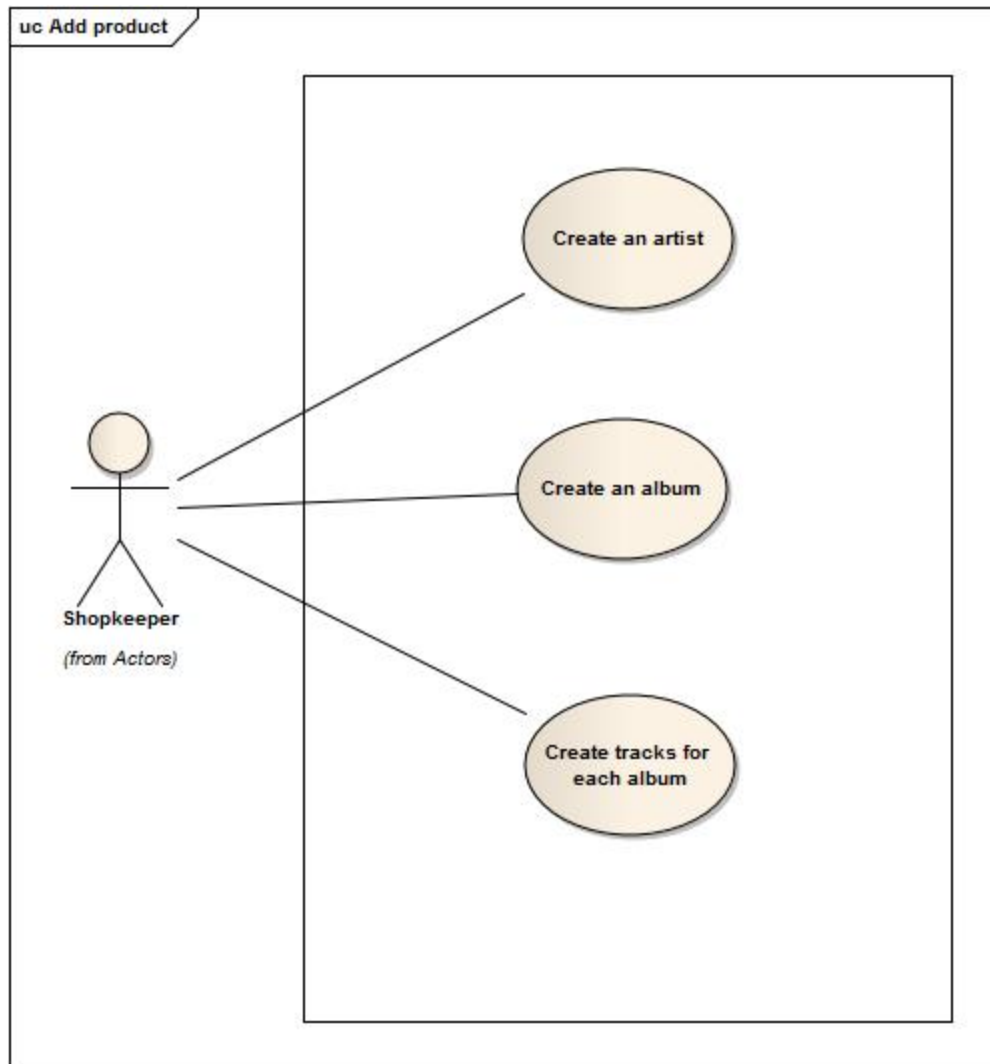 uc Add product
Create an artist
Create an album
Shopkeeper
(from Actors)
Create tracks for
each album